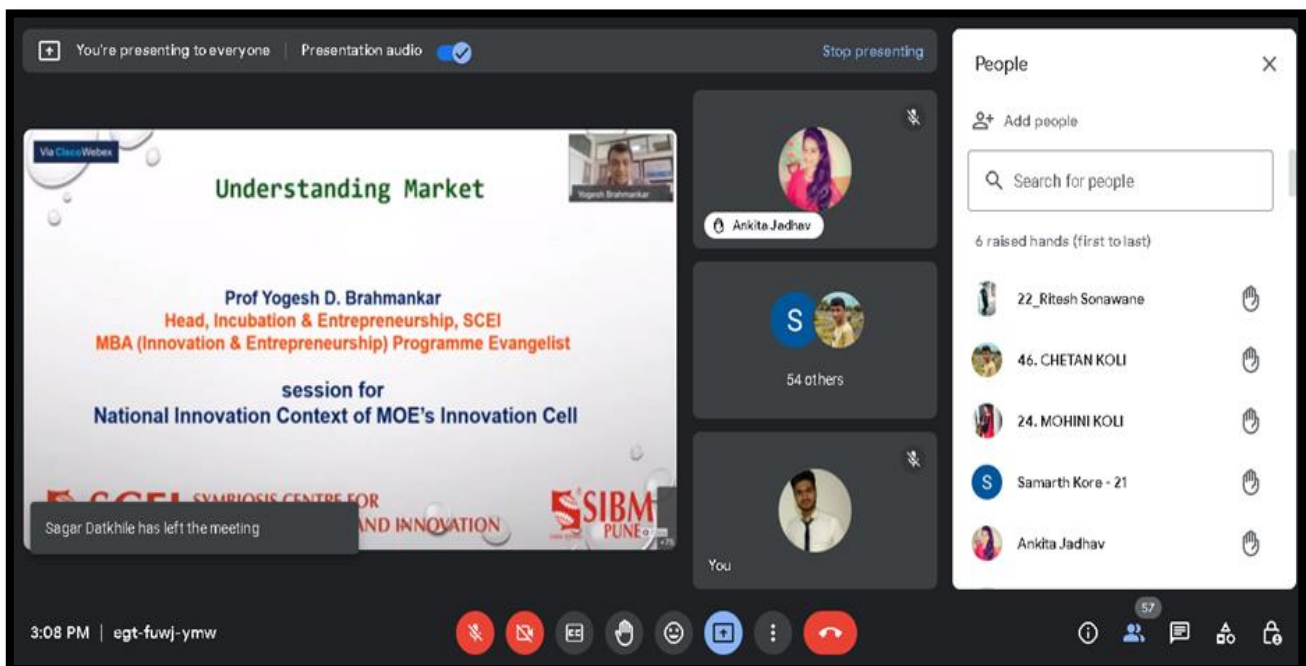 You're presenting to everyone
Presentation audio
Stop presenting
Via Cisco Webex
Yogesh Brahmankar
Understanding Market
Prof Yogesh D. Brahmankar
Head, Incubation & Entrepreneurship, SCEI
MBA (Innovation & Entrepreneurship) Programme Evangelist
session for
National Innovation Context of MOE's Innovation Cell
SCEI SYMBIOSIS CENTRE FOR
AND INNOVATION
SIBM
PUNE
+75
Sagar Datkhile has left the meeting
Ankita Jadhav
S
54 others
You
People
Add people
Search for people
6 raised hands (first to last)
22_Ritesh Sonawane
46. CHETAN KOLI
24. MOHINI KOLI
S
Samarth Kore - 21
Ankita Jadhav
3:08 PM | egt-fuwj-ymw
57